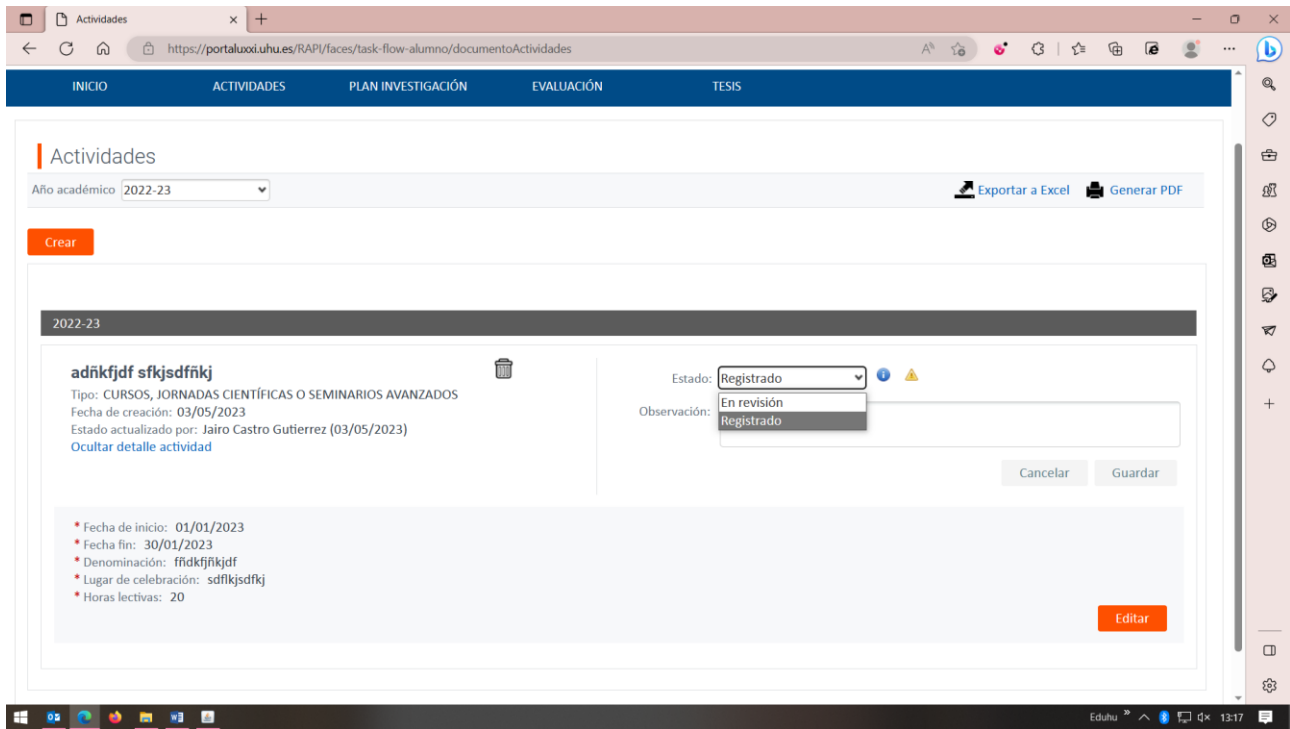 Actividades
https://portaluxxi.uhu.es/RAPI/faces/task-flow-alumno/documentoActividades
INICIO ACTIVIDADES PLAN INVESTIGACIÓN EVALUACIÓN TESIS
Actividades
Año académico 2022-23 Exportar a Excel Generar PDF
Crear
2022-23
adñkfjdf sfkjsdfñkj
Tipo: CURSOS, JORNADAS CIENTÍFICAS O SEMINARIOS AVANZADOS
Fecha de creación: 03/05/2023
Estado actualizado por: Jairo Castro Gutierrez (03/05/2023)
Ocultar detalle actividad
Estado: Registrado
En revisión
Registrado
Observación:
Cancelar Guardar
* Fecha de inicio: 01/01/2023
* Fecha fin: 30/01/2023
* Denominación: fñdkfjñkjdf
* Lugar de celebración: sdflkjsdfkj
* Horas lectivas: 20
Editar
Eduhu 13:17